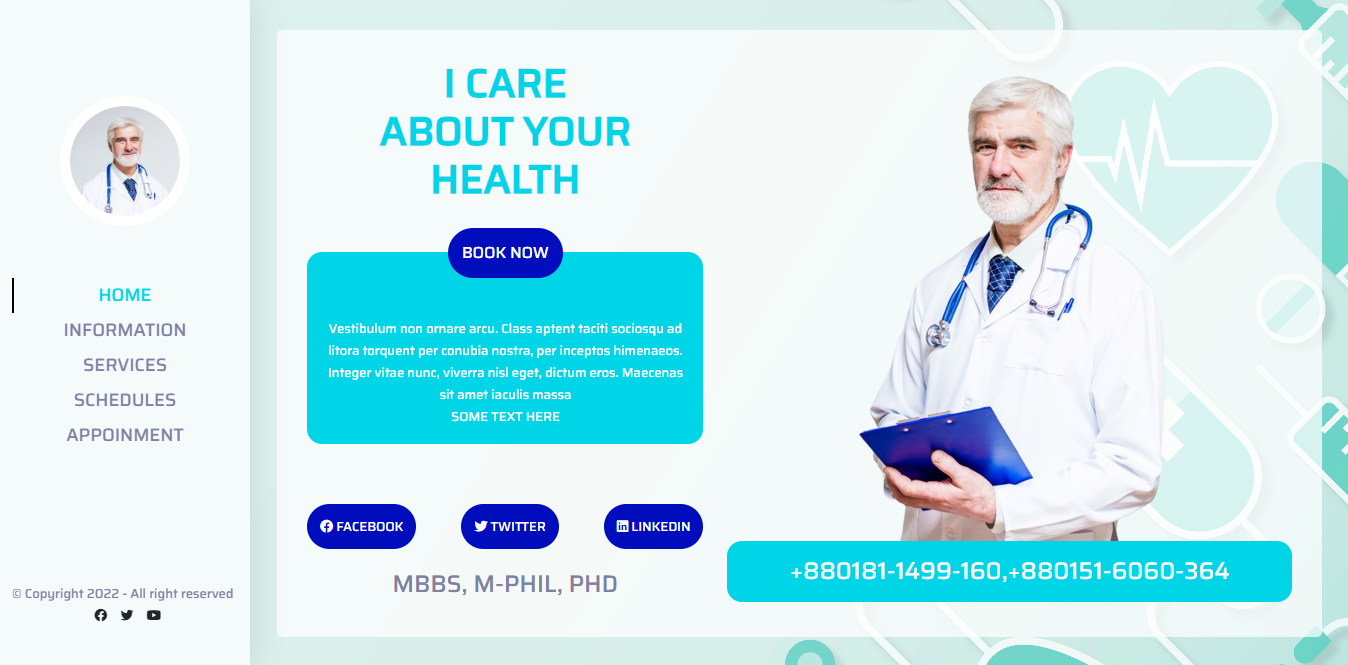 HOME
INFORMATION
SERVICES
SCHEDULES
APPOINMENT
© Copyright 2022 - All right reserved
I CARE
ABOUT YOUR
HEALTH
BOOK NOW
Vestibulum non ornare arcu. Class aptent taciti sociosqu ad
litora torquent per conubia nostra, per inceptos himenaeos.
Integer vitae nunc, viverra nisl eget, dictum eros. Maecenas
sit amet iaculis massa
SOME TEXT HERE
FACEBOOK
TWITTER
LINKEDIN
MBBS, M-PHIL, PHD
+880181-1499-160,+880151-6060-364